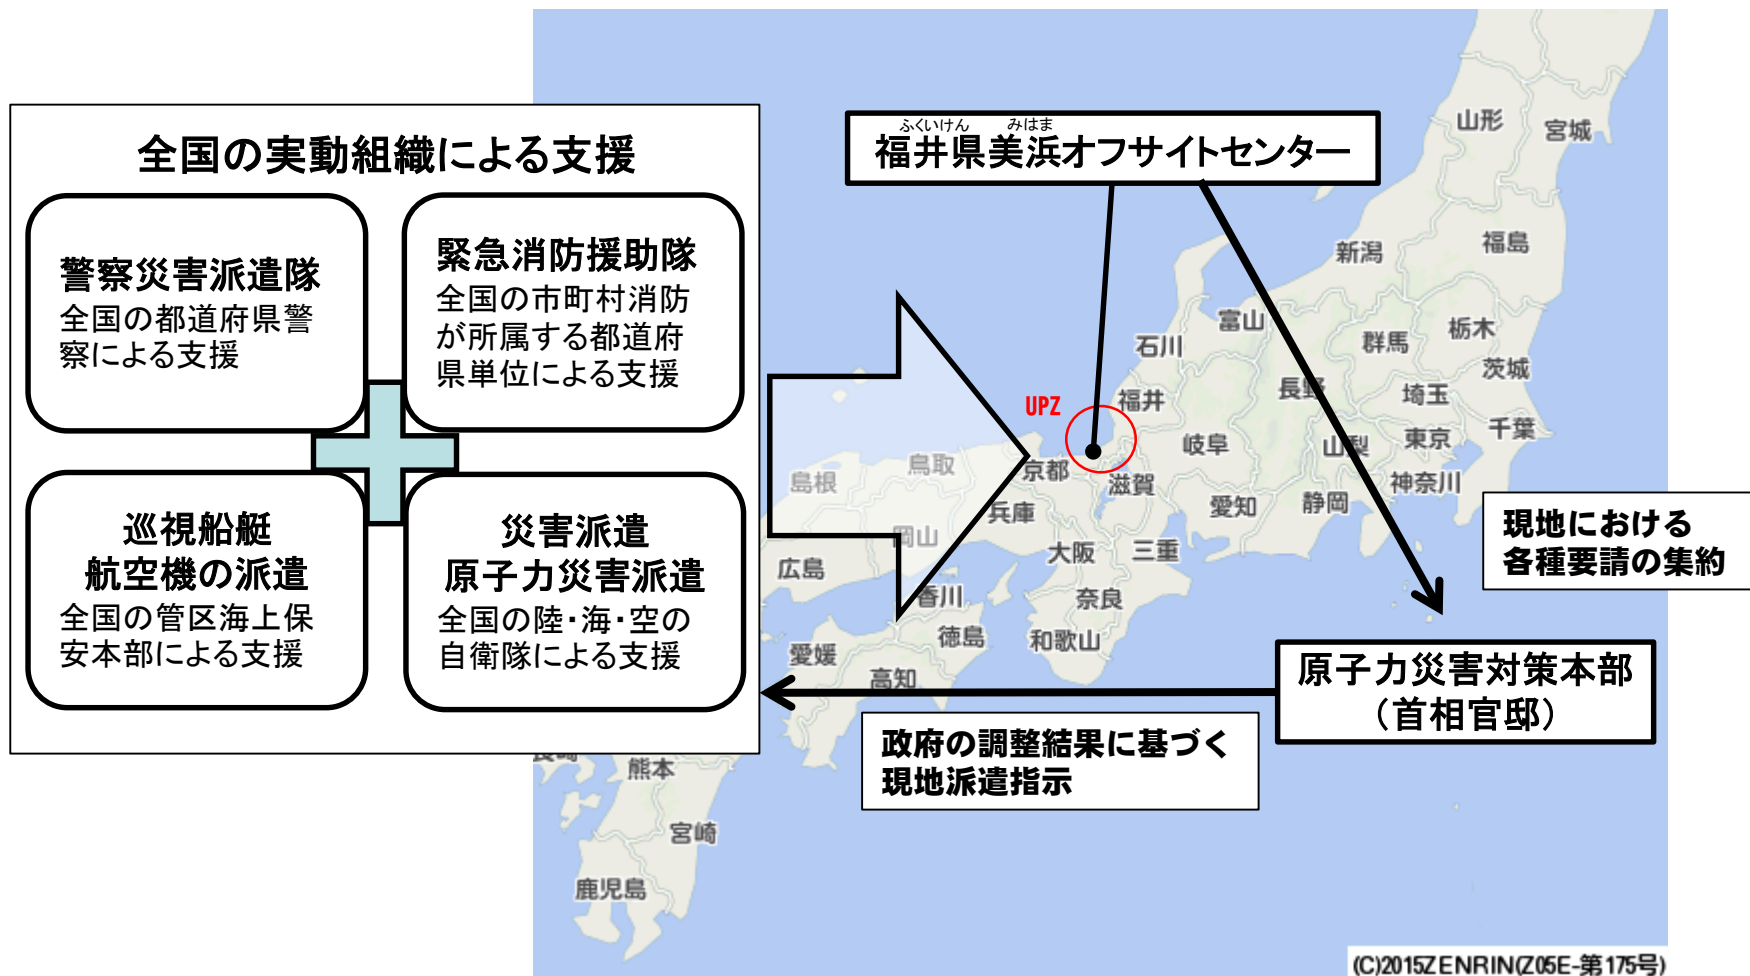 全国の実動組織による支援
警察災害派遣隊
全国の都道府県警
察による支援
緊急消防援助隊
全国の市町村消防
が所属する都道府
県単位による支援
巡視船艇
航空機の派遣
全国の管区海上保
安本部による支援
災害派遣
原子力災害派遣
全国の陸・海・空の
自衛隊による支援
ふくいけん みはま
福井県美浜オフサイトセンター
UPZ
現地における
各種要請の集約
原子力災害対策本部
（首相官邸）
政府の調整結果に基づく
現地派遣指示
山形
宮城
新潟
福島
富山
石川
群馬
栃木
茨城
福井
長野
埼玉
千葉
岐阜
山梨
東京
鳥取
京都
滋賀
神奈川
島根
兵庫
愛知
静岡
岡山
大阪
三重
広島
香川
奈良
徳島
和歌山
愛媛
高知
長崎
熊本
宮崎
鹿児島
(C)2015ZENRIN(Z05E-第175号)